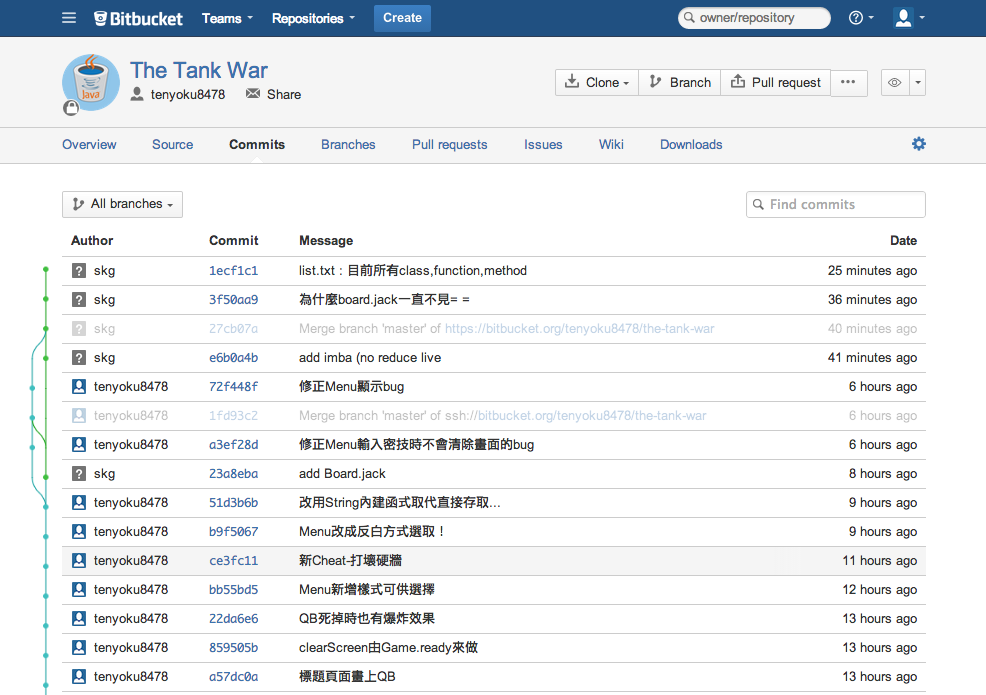 Bitbucket Teams Repositories Create owner/repository
The Tank War
tenyoku8478 Share
Clone Branch Pull request •••
Java
Overview Source Commits Branches Pull requests Issues Wiki Downloads
All branches Find commits
Author Commit Message Date
skg 1ecf1c1 list.txt : 目前所有class,function,method 25 minutes ago
skg 3f50aa9 為什麼board.jack一直不見= = 36 minutes ago
skg 27cb07a Merge branch 'master' of https://bitbucket.org/tenyoku8478/the-tank-war 40 minutes ago
skg e6b0a4b add imba (no reduce live 41 minutes ago
tenyoku8478 72f448f 修正Menu顯示bug 6 hours ago
tenyoku8478 1fd93c2 Merge branch 'master' of ssh://bitbucket.org/tenyoku8478/the-tank-war 6 hours ago
tenyoku8478 a3ef28d 修正Menu輸入密技時不會清除畫面的bug 6 hours ago
skg 23a8eba add Board.jack 8 hours ago
tenyoku8478 51d3b6b 改用String內建函式取代直接存取... 9 hours ago
tenyoku8478 b9f5067 Menu改成反白方式選取！ 9 hours ago
tenyoku8478 ce3fc11 新Cheat-打壞硬牆 11 hours ago
tenyoku8478 bb55bd5 Menu新增樣式可供選擇 12 hours ago
tenyoku8478 22da6e6 QB死掉時也有爆炸效果 13 hours ago
tenyoku8478 859505b clearScreen由Game.ready來做 13 hours ago
tenyoku8478 a57dc0a 標題頁面畫上QB 13 hours ago